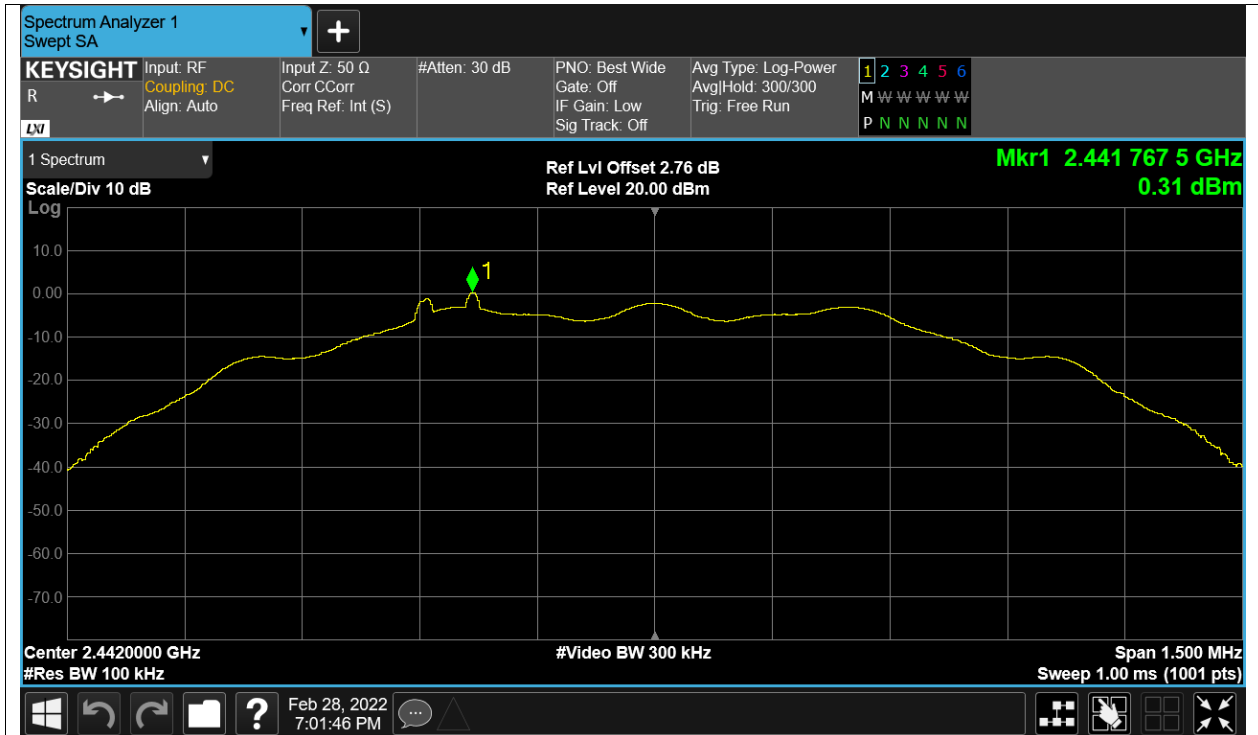 Spectrum Analyzer 1
Swept SA
+
KEYSIGHT
R
LXI
Input: RF
Coupling: DC
Align: Auto
Input Z: 50 Ω
Corr CCorr
Freq Ref: Int (S)
#Atten: 30 dB
PNO: Best Wide
Gate: Off
IF Gain: Low
Sig Track: Off
Avg Type: Log-Power
Avg|Hold: 300/300
Trig: Free Run
1 2 3 4 5 6
M W W W W W
P N N N N N
1 Spectrum
Scale/Div 10 dB
Log
Ref Lvl Offset 2.76 dB
Ref Level 20.00 dBm
Mkr1 2.441 767 5 GHz
0.31 dBm
10.0
0.00
-10.0
-20.0
-30.0
-40.0
-50.0
-60.0
-70.0
1
Center 2.4420000 GHz
#Res BW 100 kHz
#Video BW 300 kHz
Span 1.500 MHz
Sweep 1.00 ms (1001 pts)
?
Feb 28, 2022
7:01:46 PM